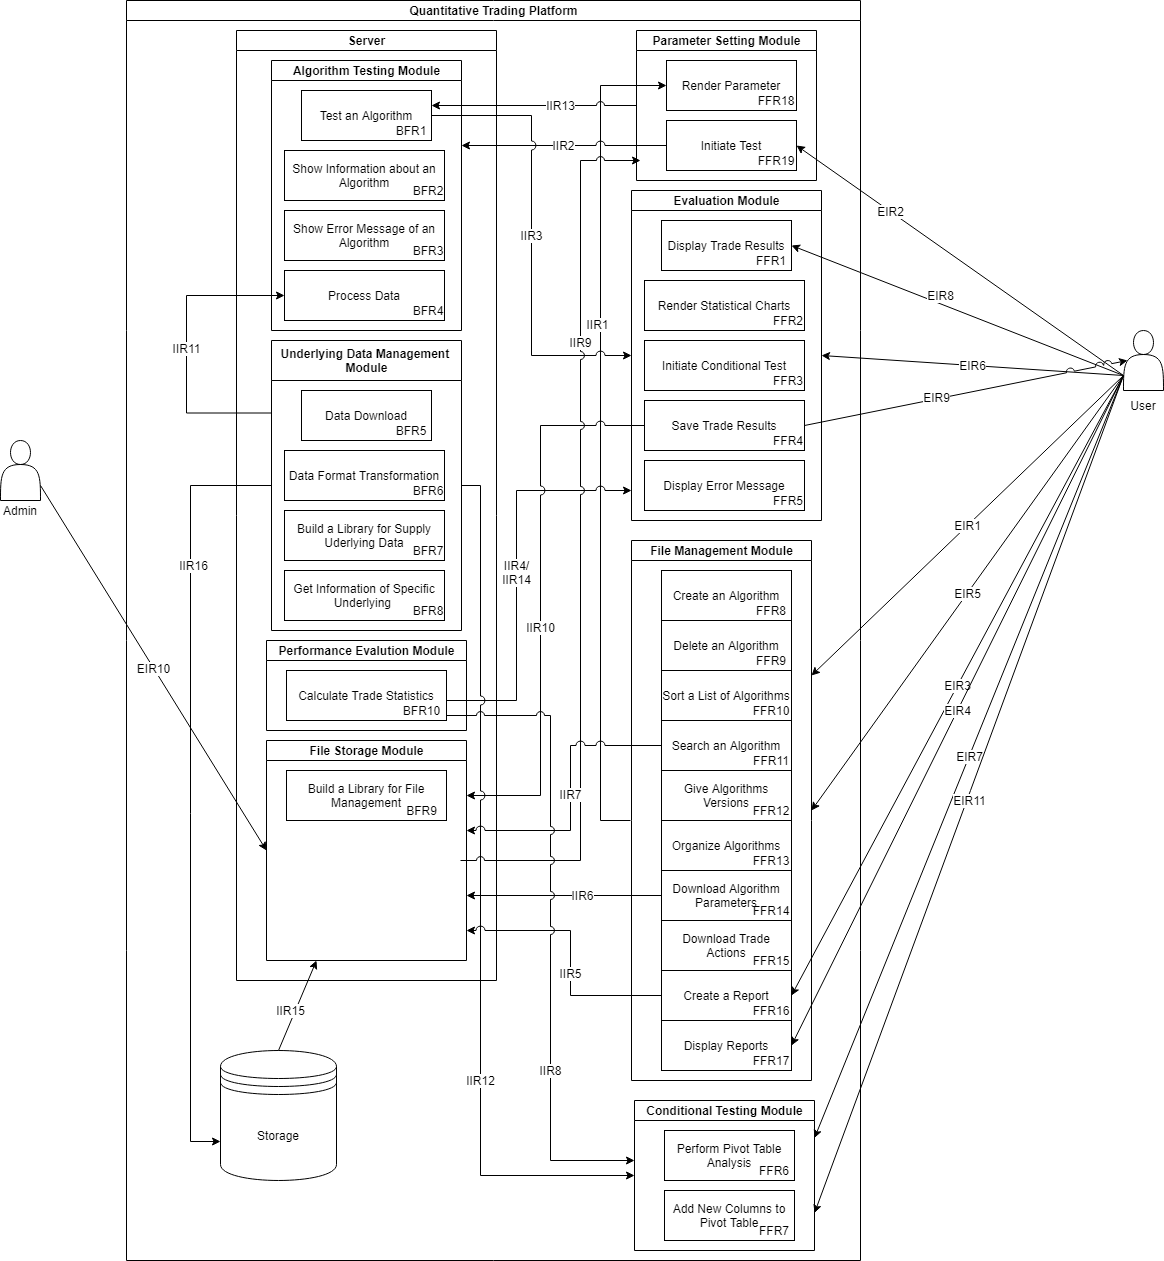 Quantitative Trading Platform
Server
Algorithm Testing Module
Test an Algorithm
BFR1
Show Information about an
Algorithm
BFR2
Show Error Message of an
Algorithm
BFR3
Process Data
BFR4
Underlying Data Management
Module
Data Download
BFR5
Data Format Transformation
BFR6
Build a Library for Supply
Uderlying Data
BFR7
Get Information of Specific
Underlying
BFR8
Performance Evalution Module
Calculate Trade Statistics
BFR10
File Storage Module
Build a Library for File
Management
BFR9
Storage
Admin
EIR10
IIR11
IIR16
IIR15
IIR13
IIR2
IIR3
IIR1
IIR9
IIR4/
IIR14
IIR10
IIR7
IIR6
IIR5
IIR8
IIR12
Parameter Setting Module
Render Parameter
FFR18
Initiate Test
FFR19
Evaluation Module
Display Trade Results
FFR1
Render Statistical Charts
FFR2
Initiate Conditional Test
FFR3
Save Trade Results
FFR4
Display Error Message
FFR5
File Management Module
Create an Algorithm
FFR8
Delete an Algorithm
FFR9
Sort a List of Algorithms
FFR10
Search an Algorithm
FFR11
Give Algorithms
Versions
FFR12
Organize Algorithms
FFR13
Download Algorithm
Parameters
FFR14
Download Trade
Actions
FFR15
Create a Report
FFR16
Display Reports
FFR17
Conditional Testing Module
Perform Pivot Table
Analysis
FFR6
Add New Columns to
Pivot Table
FFR7
EIR2
EIR8
EIR6
EIR9
User
EIR1
EIR5
EIR3
EIR4
EIR7
EIR11